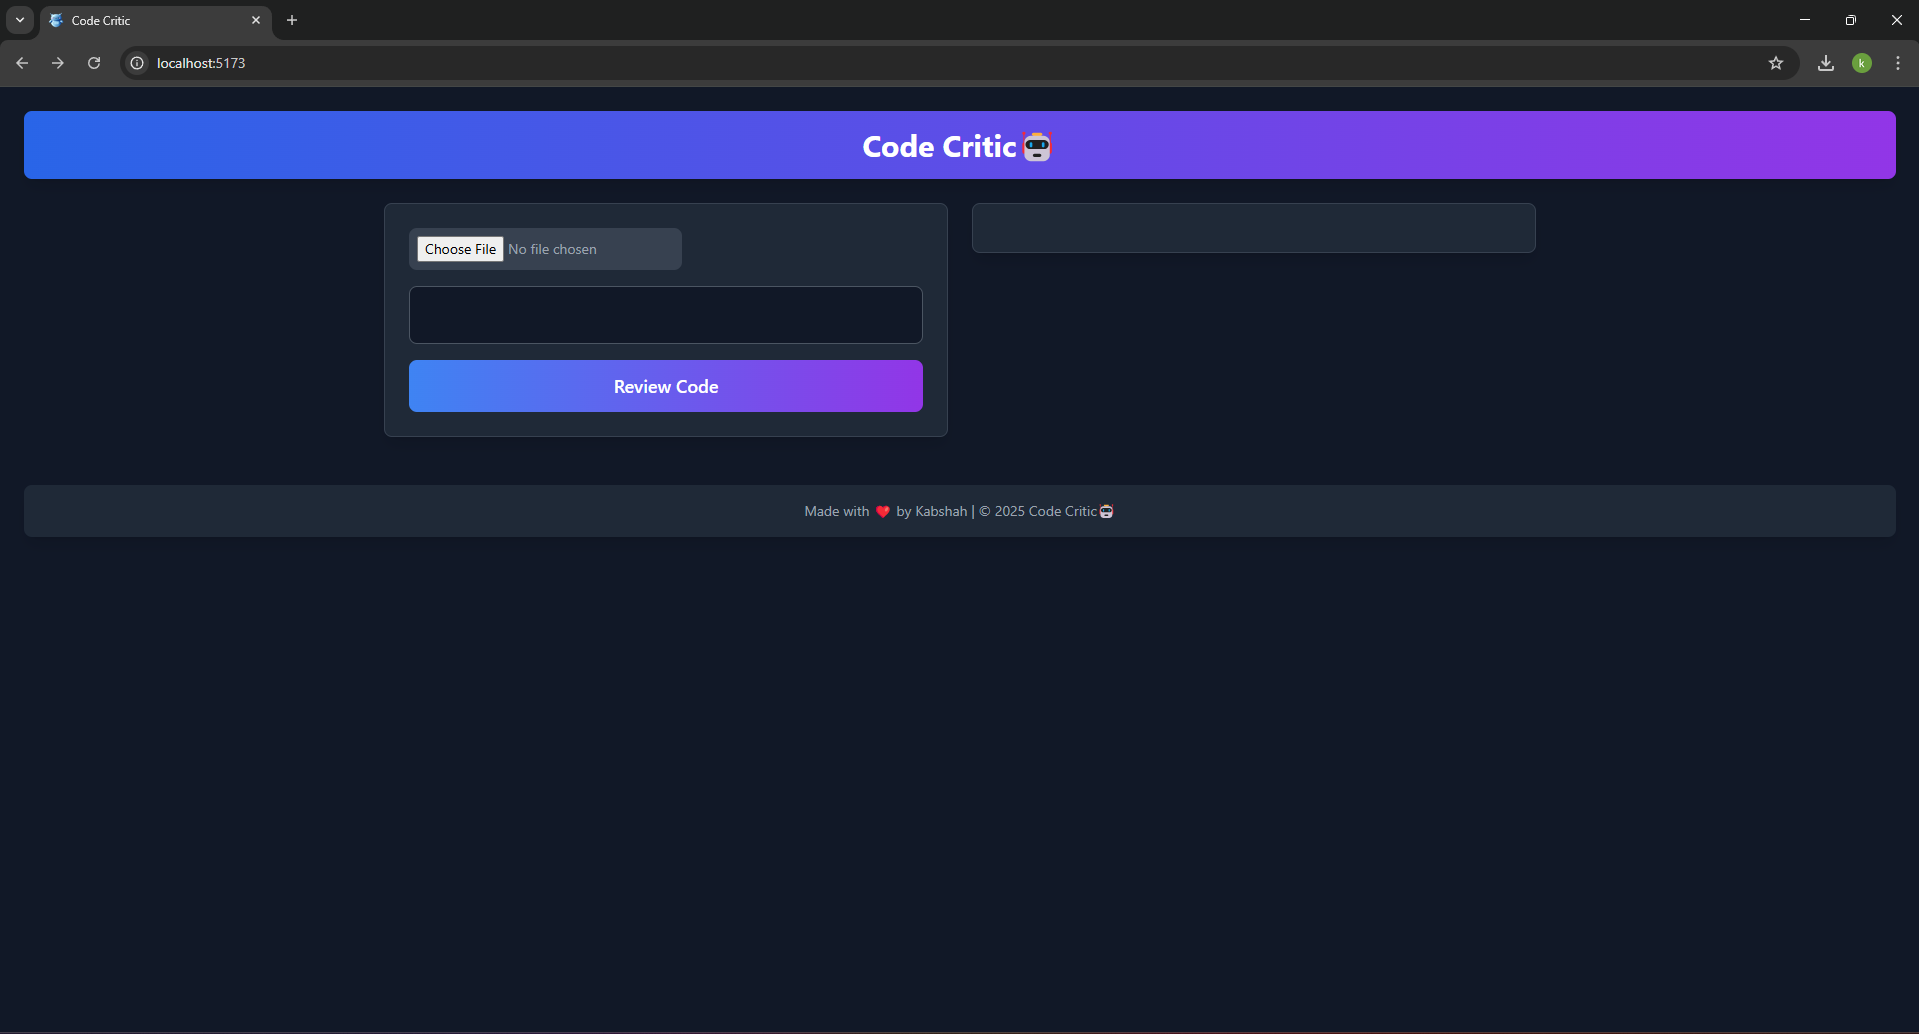 Code Critic
localhost:5173
k
Code Critic
Choose File No file chosen
Review Code
Made with ❤️ by Kabshah | © 2025 Code Critic